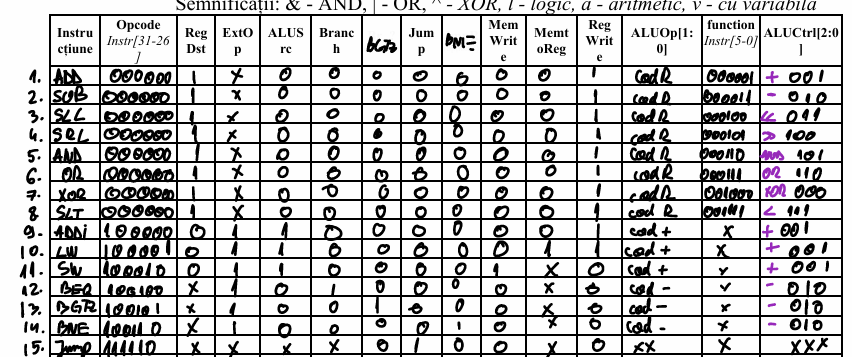 Semnificații: & - AND, | - OR, ^ - XOR, l - logic, a - aritmetic, v - cu variabila
Instrucțiune Opcode Instr[31-26] RegDst ExtOp ALUSrc Branch BGTZ Jump BNE MemWrite MemtoReg RegWrite ALUOp[1:0] function Instr[5-0] ALUCtrl[2:0]
1. ADD 000000 1 X 0 0 0 0 0 0 0 1 cod R 000001 + 001
2. SUB 000000 1 X 0 0 0 0 0 0 0 1 cod R 000011 - 010
3. SLL 000000 1 X 0 0 0 0 0 0 0 1 cod R 000100 << 011
4. SRL 000000 1 X 0 0 0 0 0 0 0 1 cod R 000101 >> 100
5. AND 000000 1 X 0 0 0 0 0 0 0 1 cod R 000110 AND 101
6. OR 000000 1 X 0 0 0 0 0 0 0 1 cod R OR 110
7. XOR 000000 1 X 0 0 0 0 0 0 0 1 cod R 001000 XOR 000
8 SLT 000000 1 X 0 0 0 0 0 0 0 1 cod R < 111
9. ADDi 100000 0 1 1 0 0 0 0 0 0 1 cod + X + 001
10. LW 100001 0 1 1 0 0 0 0 0 1 1 cod + X + 001
11. SW 100010 0 1 1 0 0 0 0 1 X 0 cod + X + 001
12 BEQ 100100 X 1 0 1 0 0 0 0 X 0 cod - X - 010
13. BGTZ 100101 X 1 0 0 1 0 0 0 X 0 cod - X - 010
14. BNE 100110 X 1 0 0 0 0 1 0 X 0 cod - X - 010
15. Jump 111110 X X X X 0 1 0 0 X 0 XX X XXX